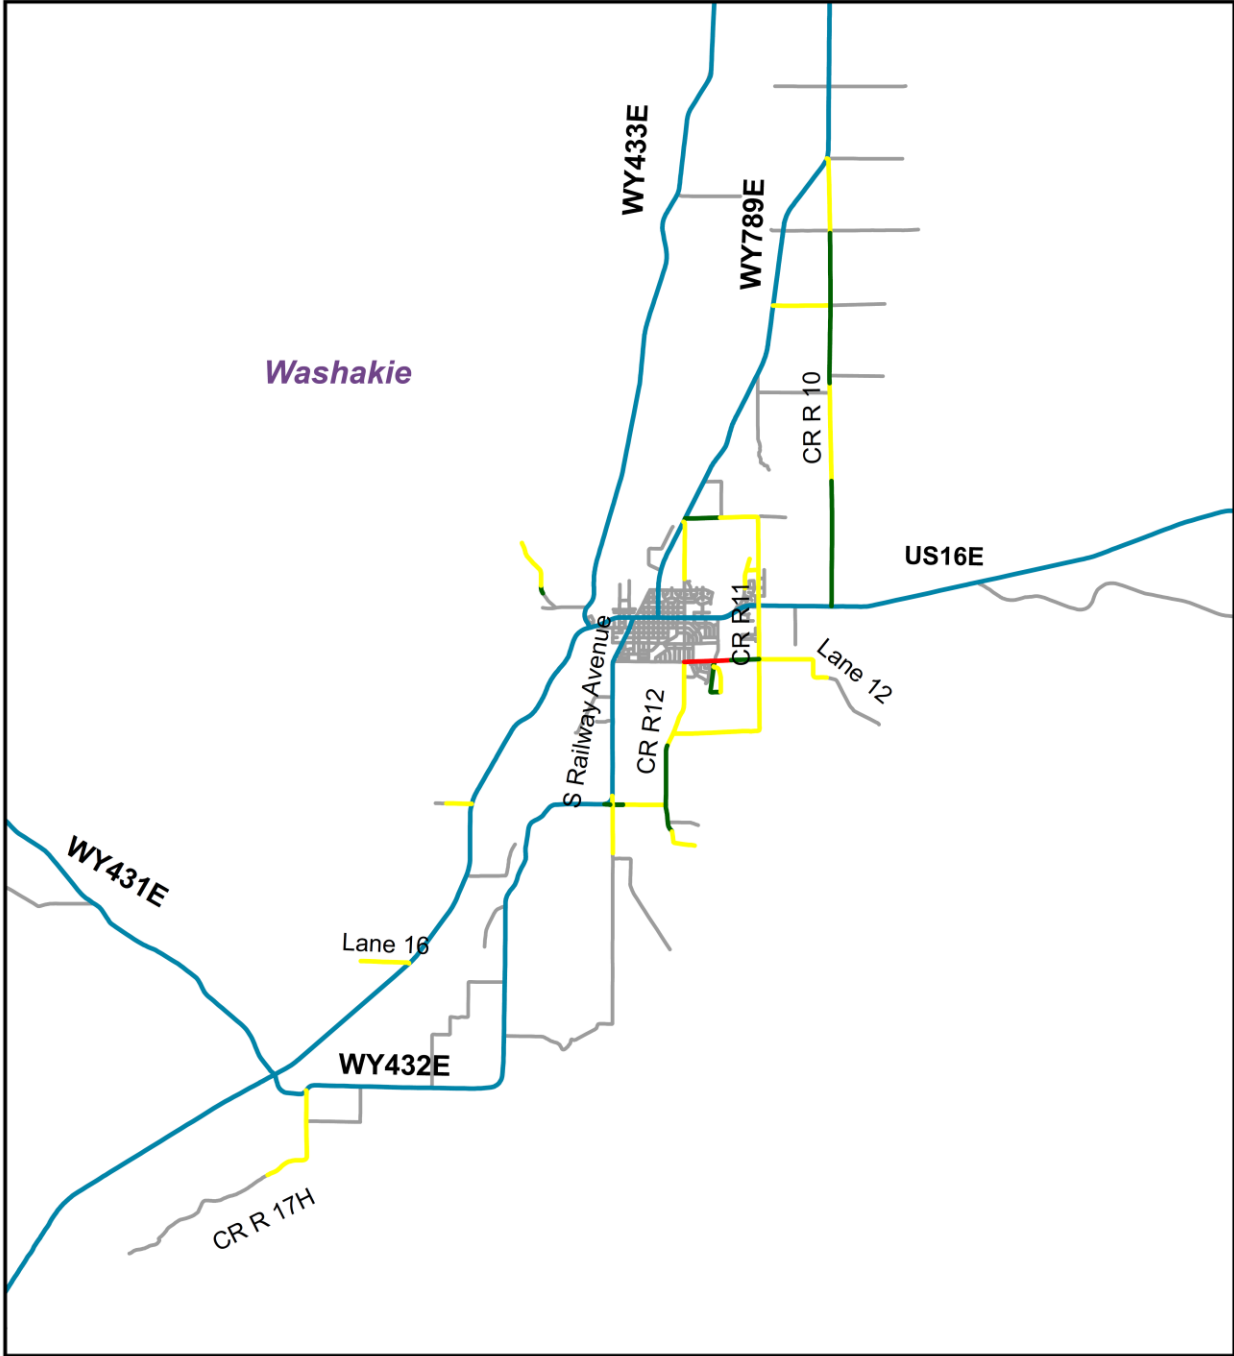 WY433E
WY789E
Washakie
CR R 10
US16E
CR R11
Lane 12
S Railway Avenue
CR R12
WY431E
Lane 16
WY432E
CR R 17H